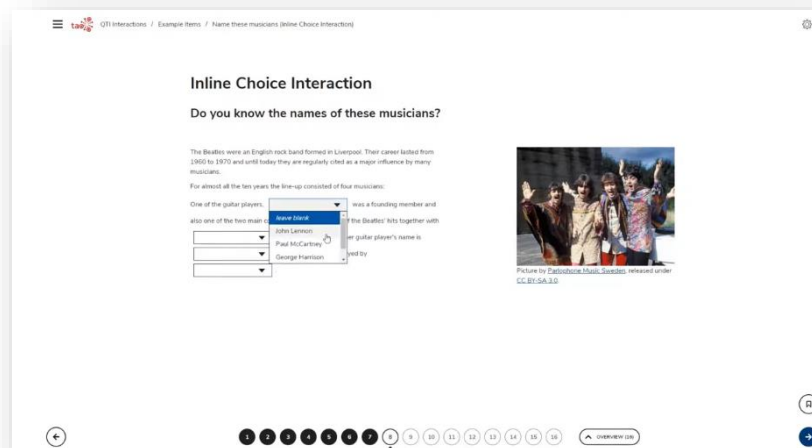 tao
QTI Interactions / Example items / Name these musicians (Inline Choice Interaction)
Inline Choice Interaction
Do you know the names of these musicians?
The Beatles were an English rock band formed in Liverpool. Their career lasted from
1960 to 1970 and until today they are regularly cited as a major influence by many
musicians.
For almost all the ten years the line-up consisted of four musicians:
One of the guitar players, was a founding member and
also one of the two main of the Beatles' hits together with
leave blank
John Lennon
Paul McCartney
George Harrison
er guitar player's name is
yed by
Picture by Parlophone Music Sweden, released under
CC BY-SA 3.0
1 2 3 4 5 6 7 8 9 10 11 12 13 14 15 16 OVERVIEW (16)